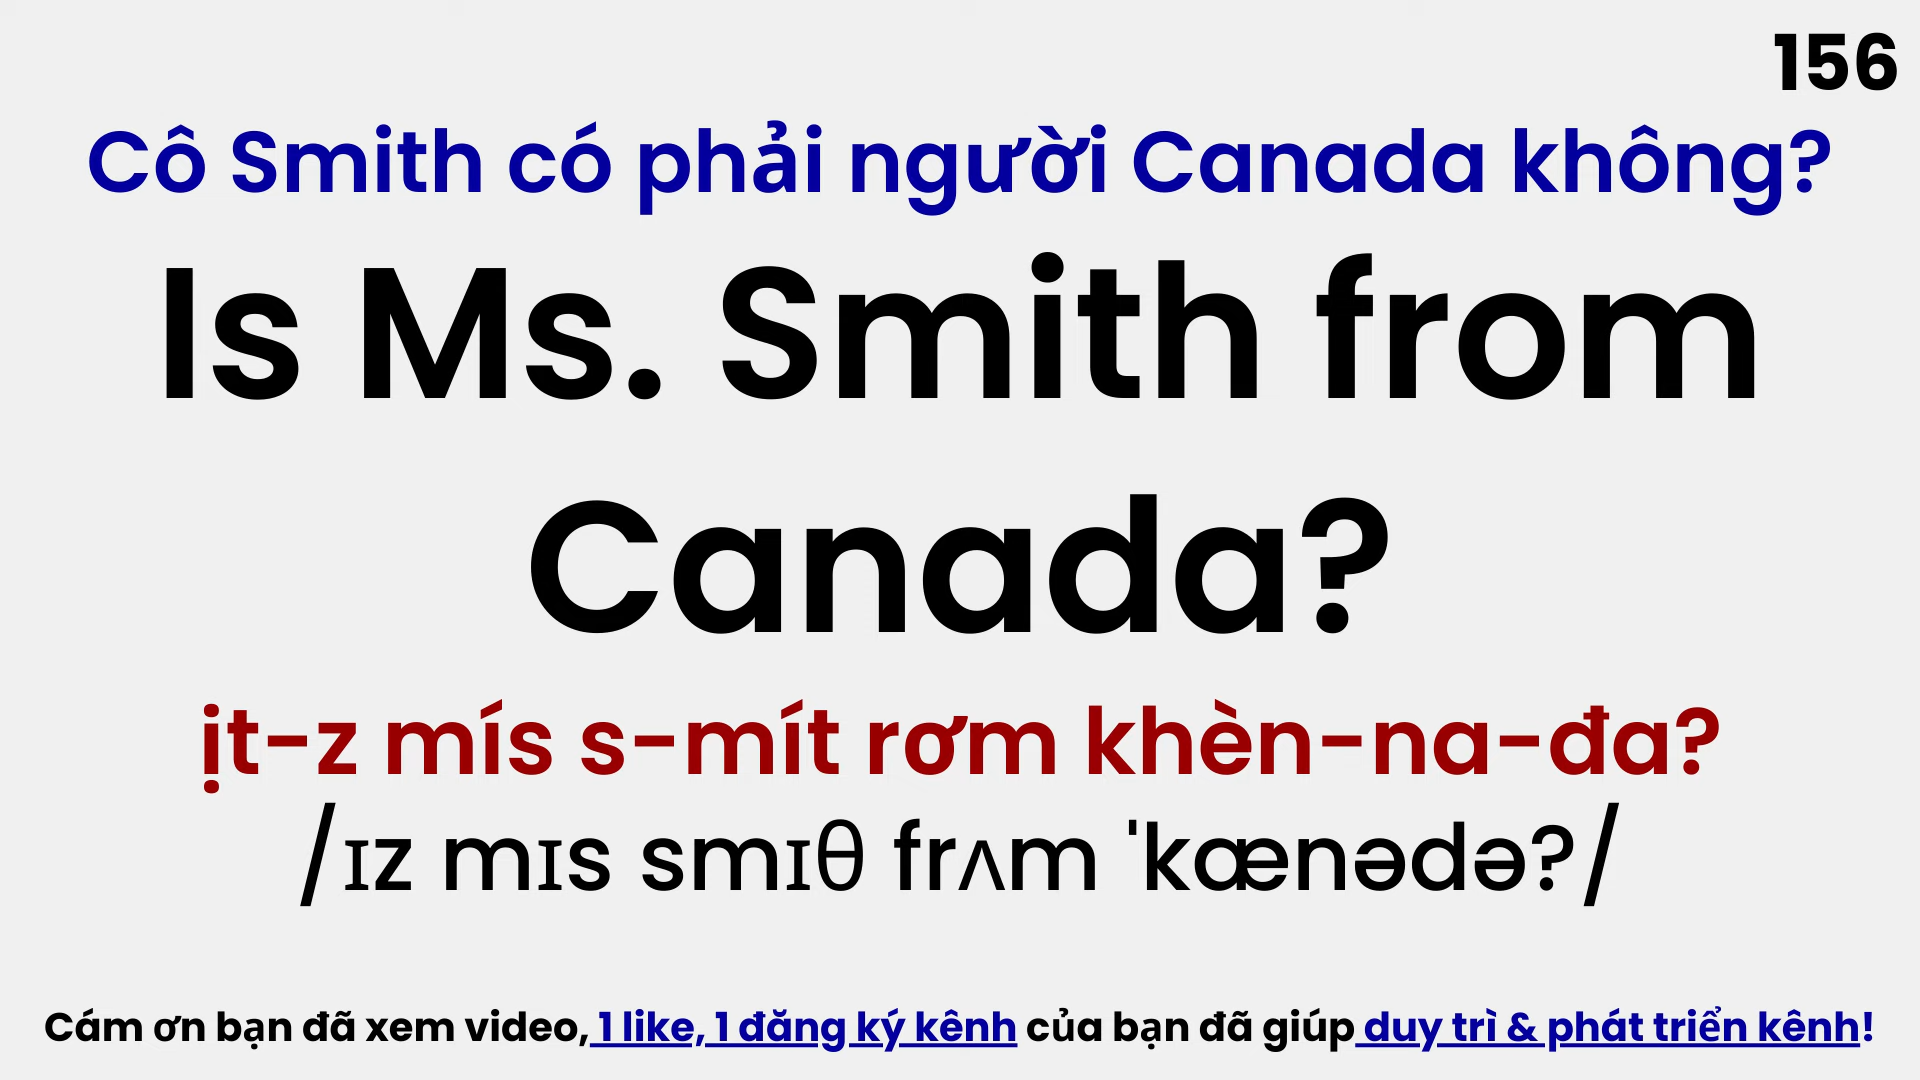 156
Cô Smith có phải người Canada không?
Is Ms. Smith from
Canada?
ịt-z mís s-mít rơm khèn-na-đa?
/ɪz mɪs smɪθ frʌm ˈkænədə?/
Cám ơn bạn đã xem video, 1 like, 1 đăng ký kênh của bạn đã giúp duy trì & phát triển kênh!